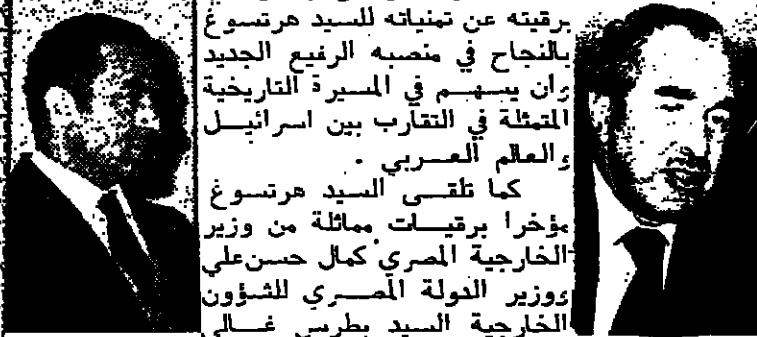 برقيته عن تمنياته للسيد هرتسوغ
بالنجاح في منصبه الرفيع الجديد
وان يسهم في المسيرة التاريخية
المتمثلة في التقارب بين اسرائيل
والعالم العربي .
كما تلقى السيد هرتسوغ
مؤخرا برقيات مماثلة من وزير
الخارجية المصري كمال حسن علي
ووزير الدولة المصري للشؤون
الخارجية السيد بطرس غالي